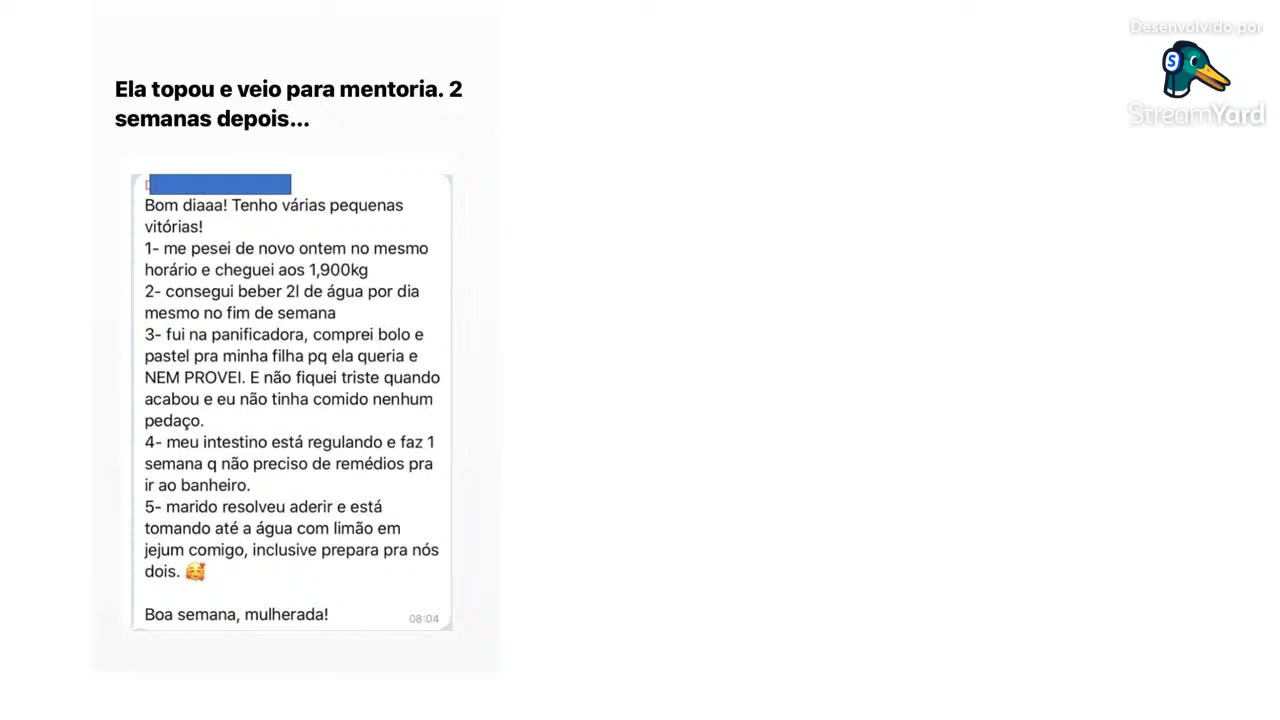 Desenvolvido por
StreamYard
Ela topou e veio para mentoria. 2
semanas depois...
Bom diaaa! Tenho várias pequenas
vitórias!
1- me pesei de novo ontem no mesmo
horário e cheguei aos 1,900kg
2- consegui beber 2l de água por dia
mesmo no fim de semana
3- fui na panificadora, comprei bolo e
pastel pra minha filha pq ela queria e
NEM PROVEI. E não fiquei triste quando
acabou e eu não tinha comido nenhum
pedaço.
4- meu intestino está regulando e faz 1
semana q não preciso de remédios pra
ir ao banheiro.
5- marido resolveu aderir e está
tomando até a água com limão em
jejum comigo, inclusive prepara pra nós
dois. 🥰
Boa semana, mulherada!
08:04